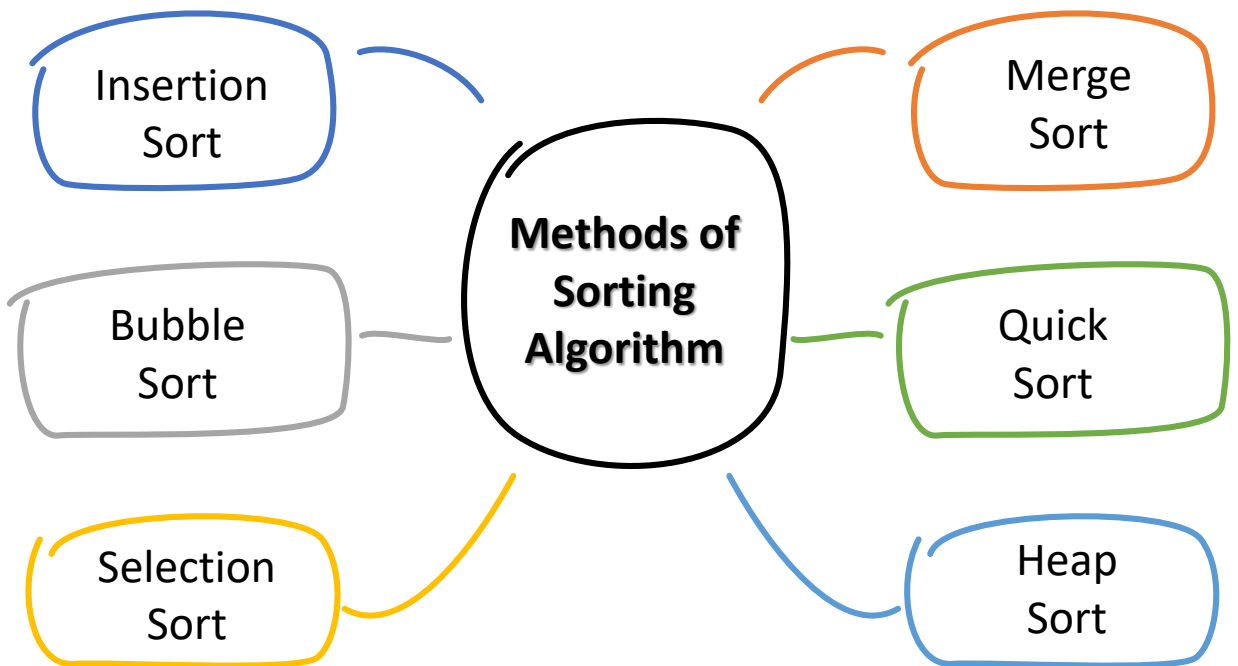 Insertion
Sort
Bubble
Sort
Selection
Sort
Methods of
Sorting
Algorithm
Merge
Sort
Quick
Sort
Heap
Sort